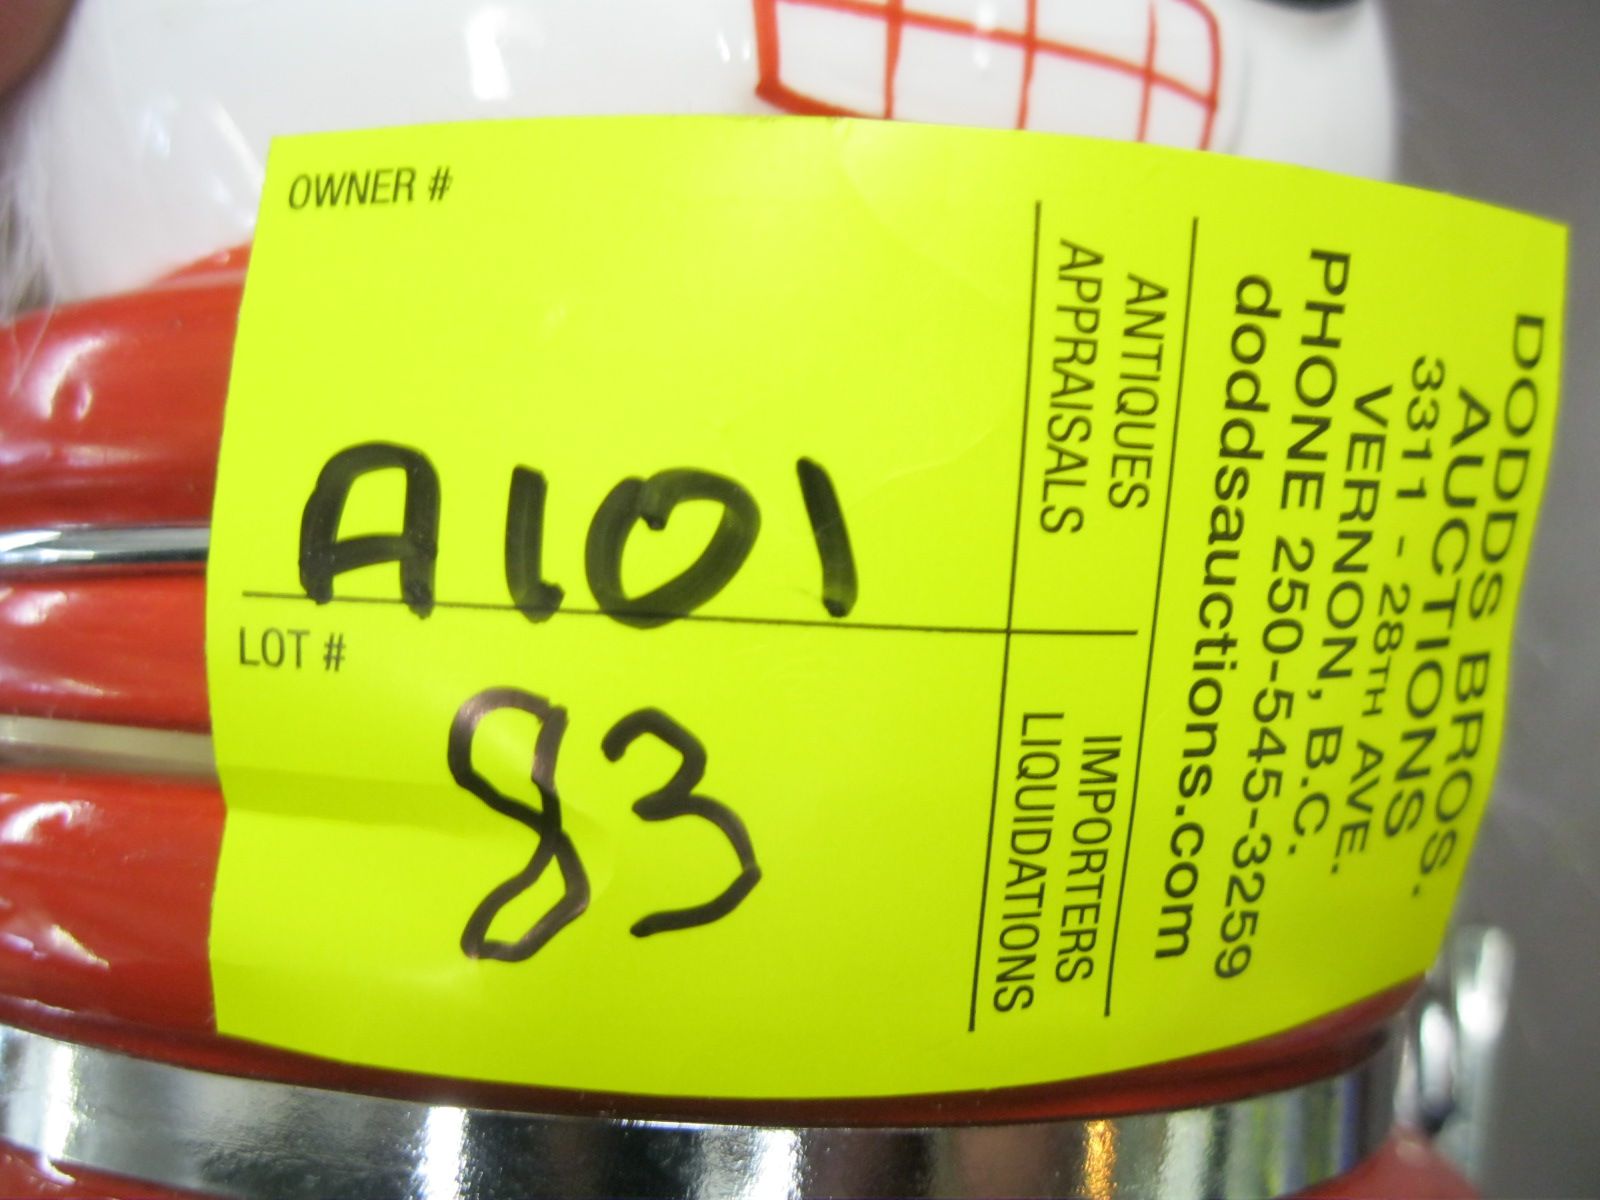 OWNER #
A101
LOT #
83
DODDS BROS.
AUCTIONS
3311 - 28TH AVE.
VERNON, B.C.
PHONE 250-545-3259
doddsauctions.com
ANTIQUES
APPRAISALS
IMPORTERS
LIQUIDATIONS